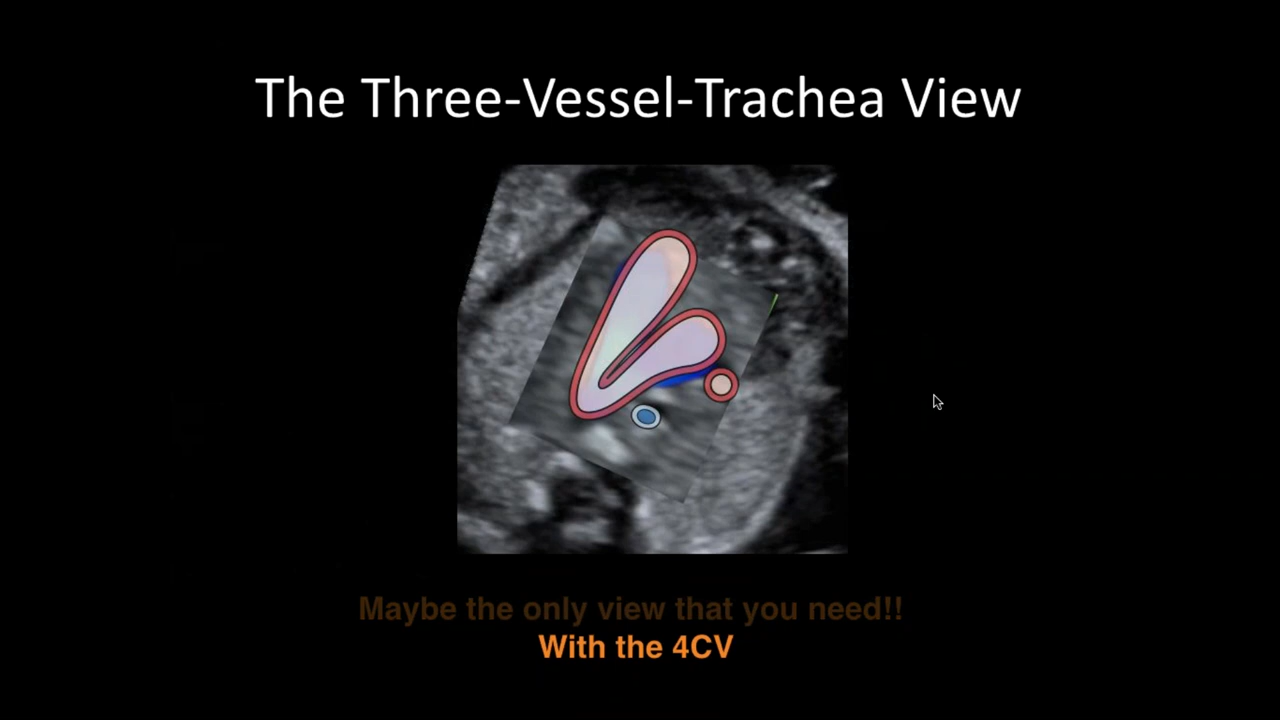 The Three-Vessel-Trachea View
Maybe the only view that you need!!
With the 4CV